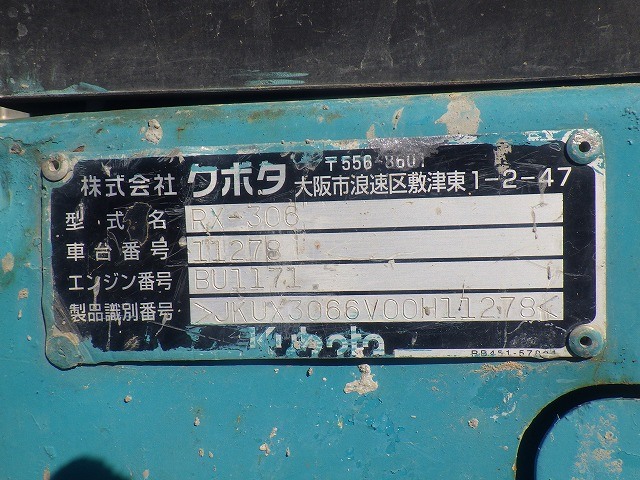 株式会社 クボタ 〒556-8601
大阪市浪速区敷津東1-2-47
型式名 RX-306
車台番号 11278
エンジン番号 BU1171
製品識別番号 >JKUX3066V00H11278<
Kubota